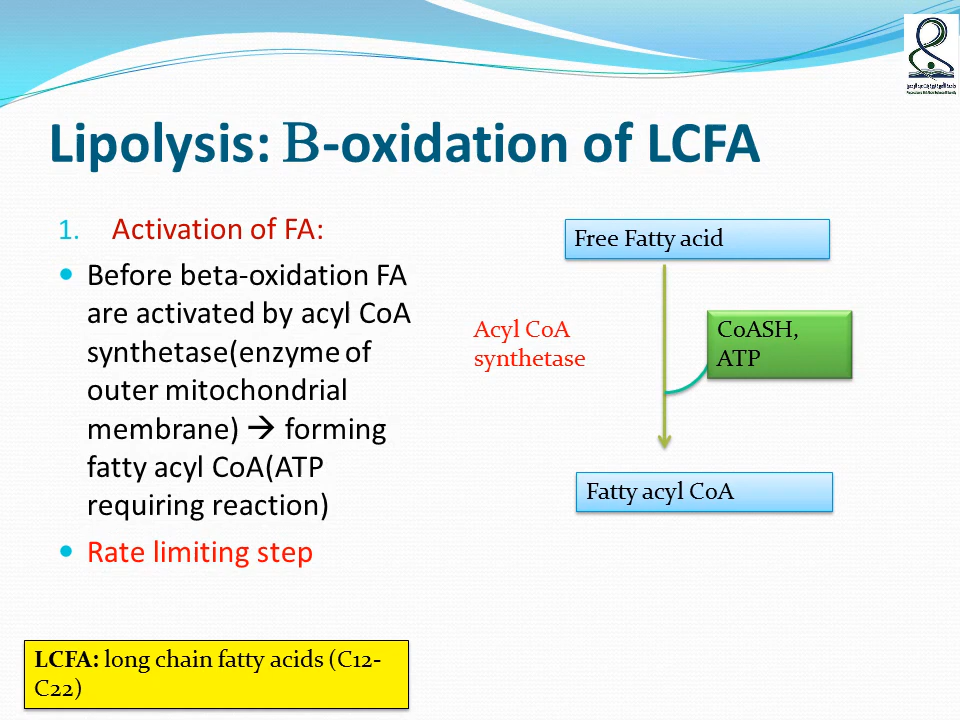 Lipolysis: B-oxidation of LCFA
1. Activation of FA:
• Before beta-oxidation FA
are activated by acyl CoA
synthetase(enzyme of
outer mitochondrial
membrane) → forming
fatty acyl CoA(ATP
requiring reaction)
• Rate limiting step
Free Fatty acid
Acyl CoA
synthetase
CoASH,
ATP
Fatty acyl CoA
LCFA: long chain fatty acids (C12-
C22)